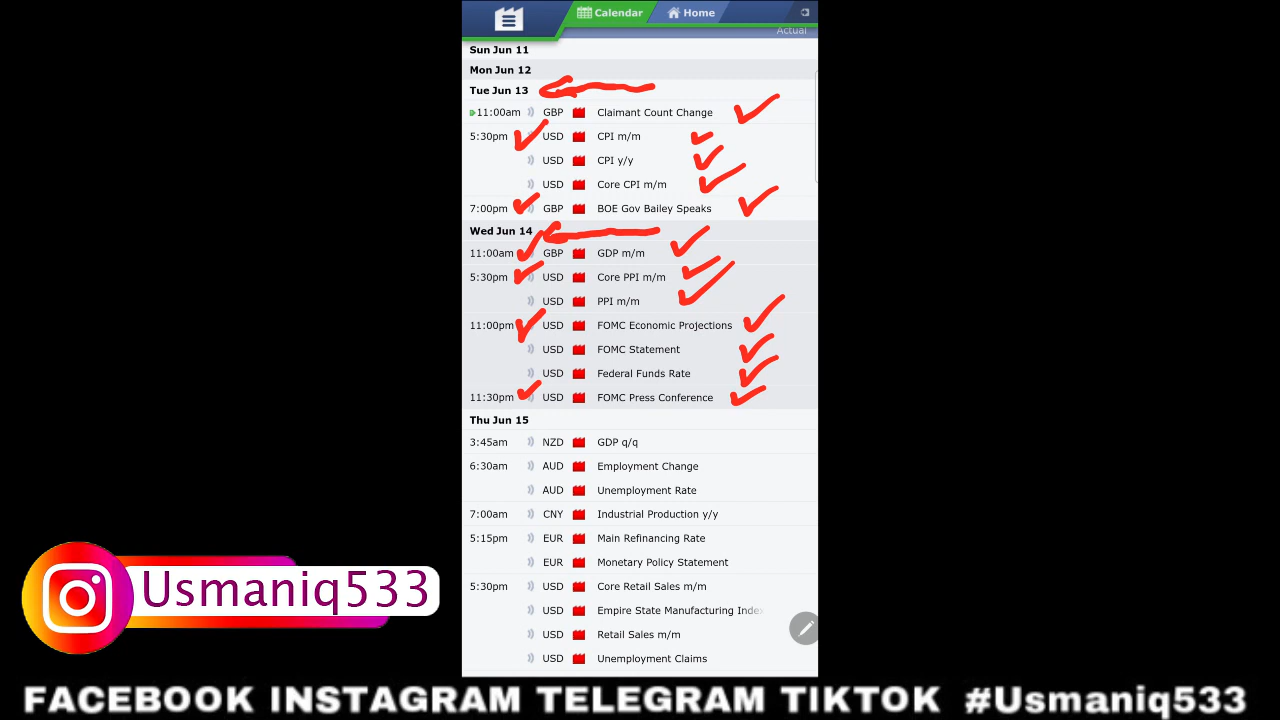 Calendar Home
Actual
Sun Jun 11
Mon Jun 12
Tue Jun 13
11:00am GBP Claimant Count Change
5:30pm USD CPI m/m
USD CPI y/y
USD Core CPI m/m
7:00pm GBP BOE Gov Bailey Speaks
Wed Jun 14
11:00am GBP GDP m/m
5:30pm USD Core PPI m/m
USD PPI m/m
11:00pm USD FOMC Economic Projections
USD FOMC Statement
USD Federal Funds Rate
11:30pm USD FOMC Press Conference
Thu Jun 15
3:45am NZD GDP q/q
6:30am AUD Employment Change
AUD Unemployment Rate
7:00am CNY Industrial Production y/y
5:15pm EUR Main Refinancing Rate
EUR Monetary Policy Statement
5:30pm USD Core Retail Sales m/m
USD Empire State Manufacturing Index
USD Retail Sales m/m
USD Unemployment Claims
Usmaniq533
FACEBOOK INSTAGRAM TELEGRAM TIKTOK #Usmaniq533